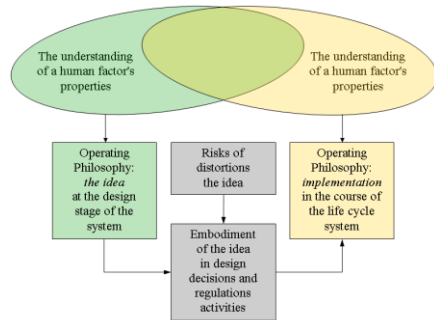 The understanding
of a human factor's
properties
The understanding
of a human factor's
properties
Operating
Philosophy:
the idea
at the design
stage of the
system
Risks of
distortions
the idea
Operating
Philosophy:
implementation
in the course of
the life cycle
system
Embodiment
of the idea
in design
decisions and
regulations
activities